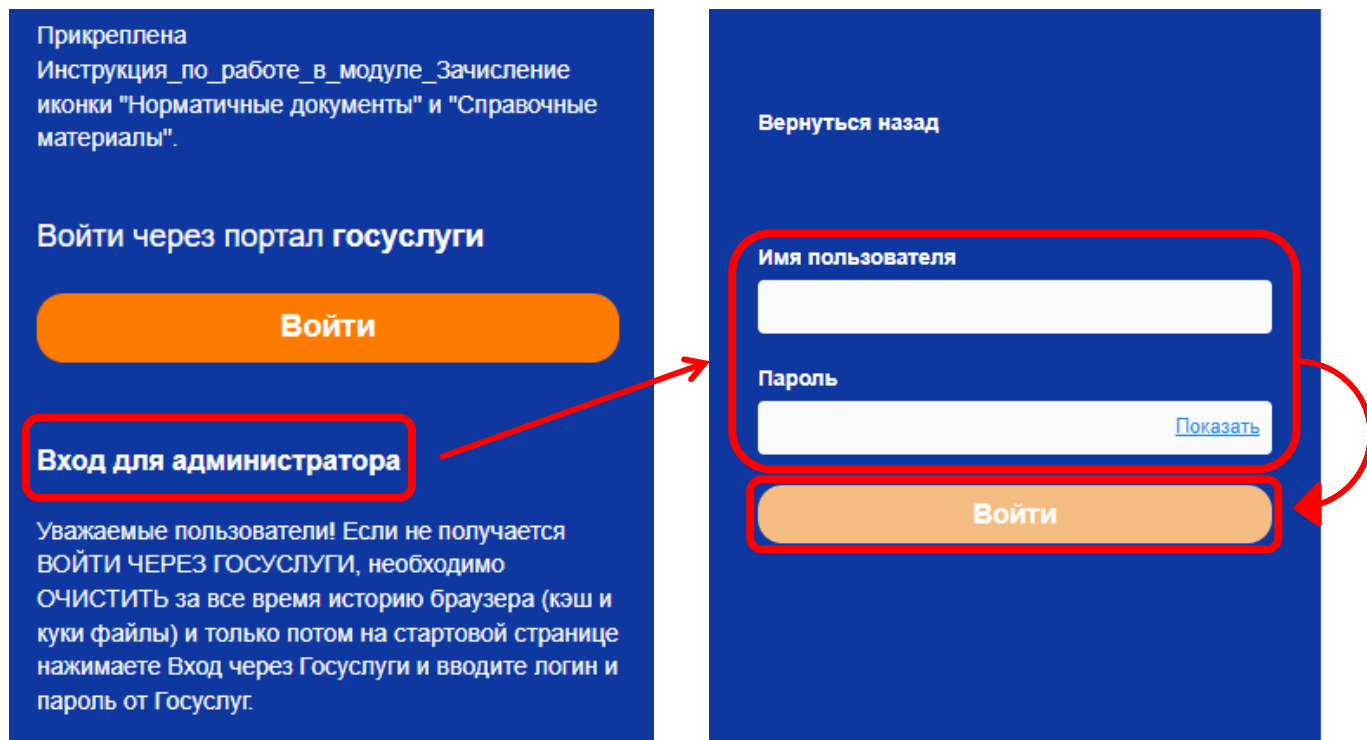 Прикреплена
Инструкция_по_работе_в_модуле_Зачисление
иконки "Норматичные документы" и "Справочные
материалы".
Войти через портал госуслуги
Войти
Вход для администратора
Уважаемые пользователи! Если не получается
ВОЙТИ ЧЕРЕЗ ГОСУСЛУГИ, необходимо
ОЧИСТИТЬ за все время историю браузера (кэш и
куки файлы) и только потом на стартовой странице
нажимаете Вход через Госуслуги и вводите логин и
пароль от Госуслуг.
Вернуться назад
Имя пользователя
Пароль
Показать
Войти